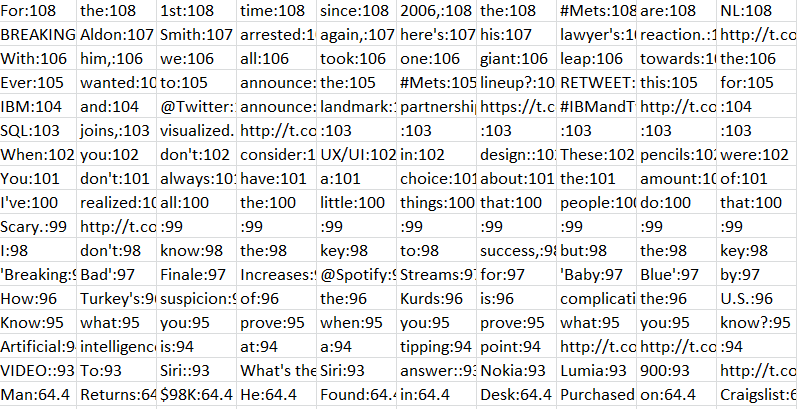 For:108 the:108 1st:108 time:108 since:108 2006,:108 the:108 #Mets:108 are:108 NL:108
BREAKING Aldon:107 Smith:107 arrested:1 again,:107 here's:107 his:107 lawyer's:10 reaction.:1 http://t.c
With:106 him,:106 we:106 all:106 took:106 one:106 giant:106 leap:106 towards:10 the:106
Ever:105 wanted:10 to:105 announce: the:105 #Mets:105 lineup?:10 RETWEET: this:105 for:105
IBM:104 and:104 @Twitter: announce: landmark:1 partnershi https://t.c #IBMandT http://t.co :104
SQL:103 joins,:103 visualized. http://t.co :103 :103 :103 :103 :103 :103
When:102 you:102 don't:102 consider:1 UX/UI:102 in:102 design::10 These:102 pencils:102 were:102
You:101 don't:101 always:101 have:101 a:101 choice:101 about:101 the:101 amount:10 of:101
I've:100 realized:10 all:100 the:100 little:100 things:100 that:100 people:100 do:100 that:100
Scary.:99 http://t.co :99 :99 :99 :99 :99 :99 :99 :99
I:98 don't:98 know:98 the:98 key:98 to:98 success,:98 but:98 the:98 key:98
'Breaking:9 Bad':97 Finale:97 Increases:9 @Spotify:9 Streams:97 for:97 'Baby:97 Blue':97 by:97
How:96 Turkey's:96 suspicion:9 of:96 the:96 Kurds:96 is:96 complicati the:96 U.S.:96
Know:95 what:95 you:95 prove:95 when:95 you:95 prove:95 what:95 you:95 know?:95
Artificial:94 intelligence is:94 at:94 a:94 tipping:94 point:94 http://t.co http://t.co :94
VIDEO::93 To:93 Siri::93 What's the Siri:93 answer::93 Nokia:93 Lumia:93 900:93 http://t.co
Man:64.4 Returns:64 $98K:64.4 He:64.4 Found:64.4 in:64.4 Desk:64.4 Purchased on:64.4 Craigslist:6